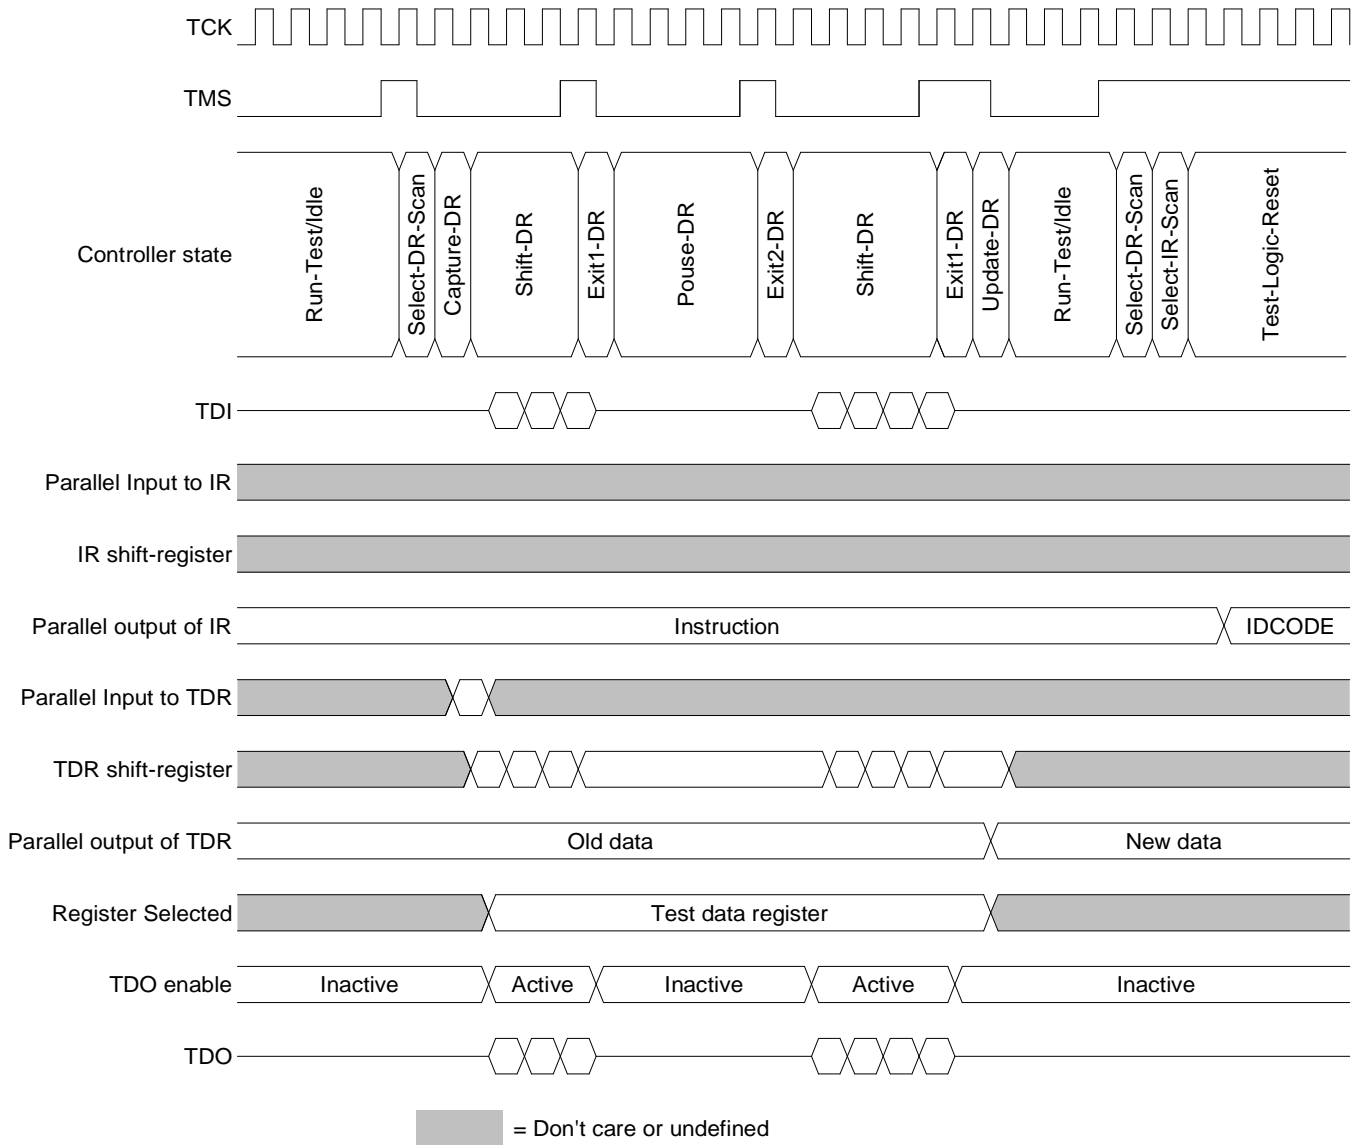 TCK
TMS
Controller state
Run-Test/Idle
Select-DR-Scan
Capture-DR
Shift-DR
Exit1-DR
Pouse-DR
Exit2-DR
Shift-DR
Exit1-DR
Update-DR
Run-Test/Idle
Select-DR-Scan
Select-IR-Scan
Test-Logic-Reset
TDI
Parallel Input to IR
IR shift-register
Parallel output of IR
Instruction
IDCODE
Parallel Input to TDR
TDR shift-register
Parallel output of TDR
Old data
New data
Register Selected
Test data register
TDO enable
Inactive
Active
Inactive
Active
Inactive
TDO
= Don't care or undefined